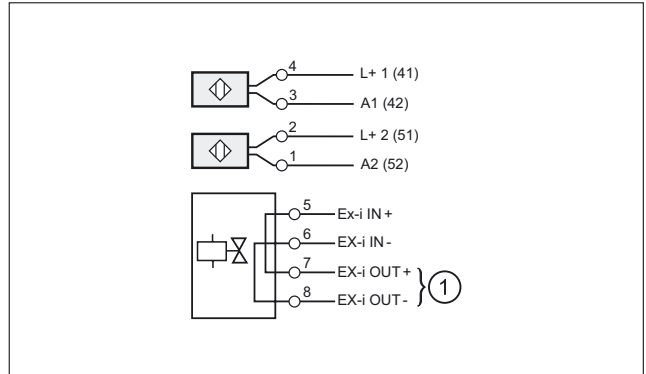 4 L+ 1 (41)
3 A1 (42)
2 L+ 2 (51)
1 A2 (52)
5 Ex-i IN +
6 EX-i IN -
7 EX-i OUT +
8 EX-i OUT -
1